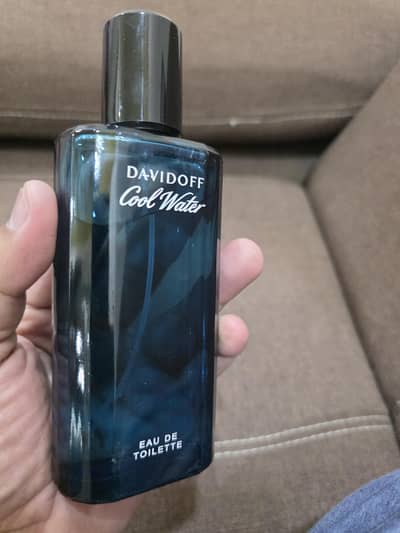 DAVIDOFF
Cool Water
EAU DE
TOILETTE